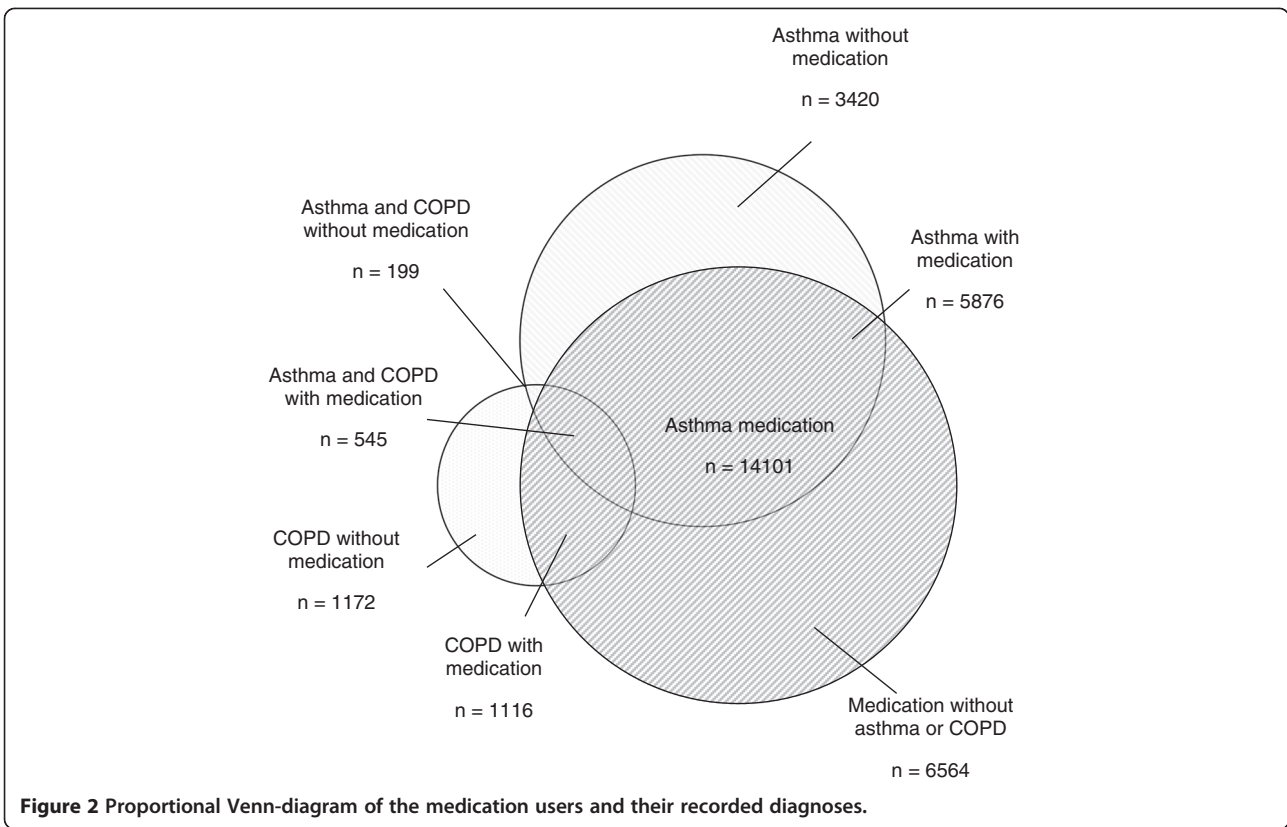 Asthma without
medication
n = 3420
Asthma and COPD
without medication
n = 199
Asthma with
medication
n = 5876
Asthma and COPD
with medication
n = 545
Asthma medication
n = 14101
COPD without
medication
n = 1172
COPD with
medication
n = 1116
Medication without
asthma or COPD
n = 6564
Figure 2 Proportional Venn-diagram of the medication users and their recorded diagnoses.